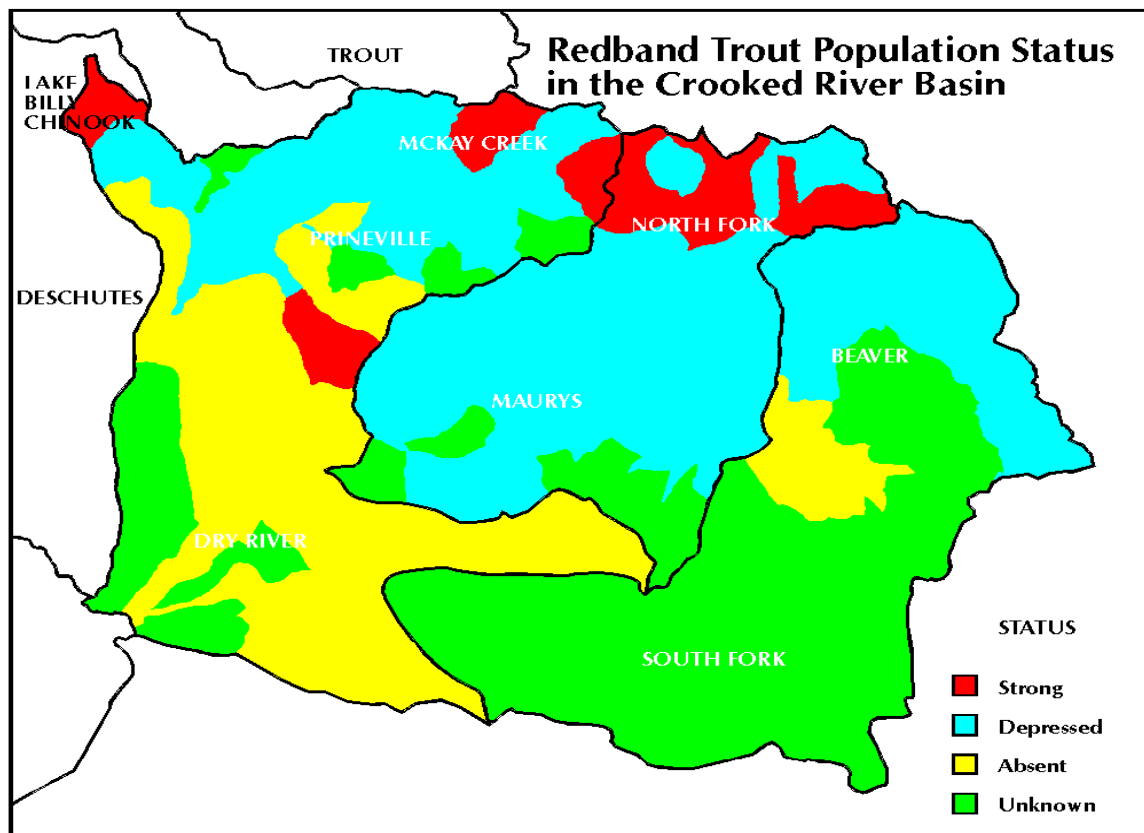 Redband Trout Population Status
in the Crooked River Basin
TROUT
LAKE
BILLY
CHINOOK
MCKAY CREEK
NORTH FORK
PRINEVILLE
DESCHUTES
BEAVER
MAURYS
DRY RIVER
SOUTH FORK
STATUS
Strong
Depressed
Absent
Unknown